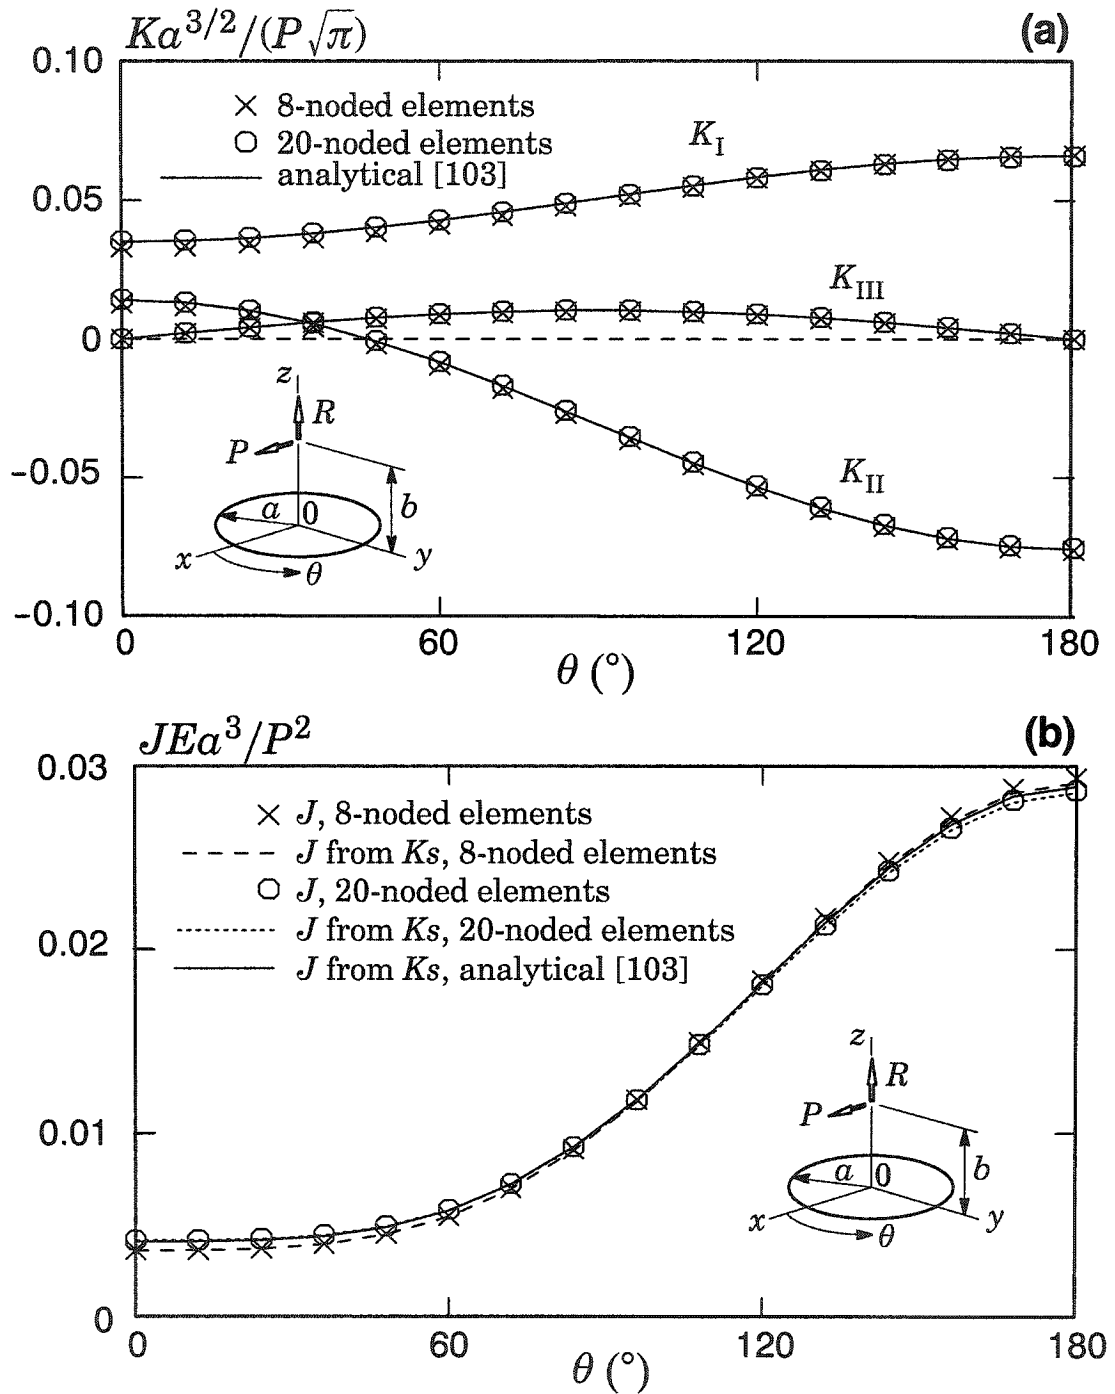 Ka^{3/2}/(P√π) (a)
0.10
× 8-noded elements
20-noded elements
analytical [103]
K_I
0.05
K_III
0
z
R
P
-0.05
K_II
a 0 b
x y
θ
-0.10
0 60 120 180
θ (°)
JEa^3/P^2 (b)
0.03
× J, 8-noded elements
J from Ks, 8-noded elements
J, 20-noded elements
J from Ks, 20-noded elements
J from Ks, analytical [103]
0.02
z
R
P
0.01
a 0 b
x y
θ
0
0 60 120 180
θ (°)